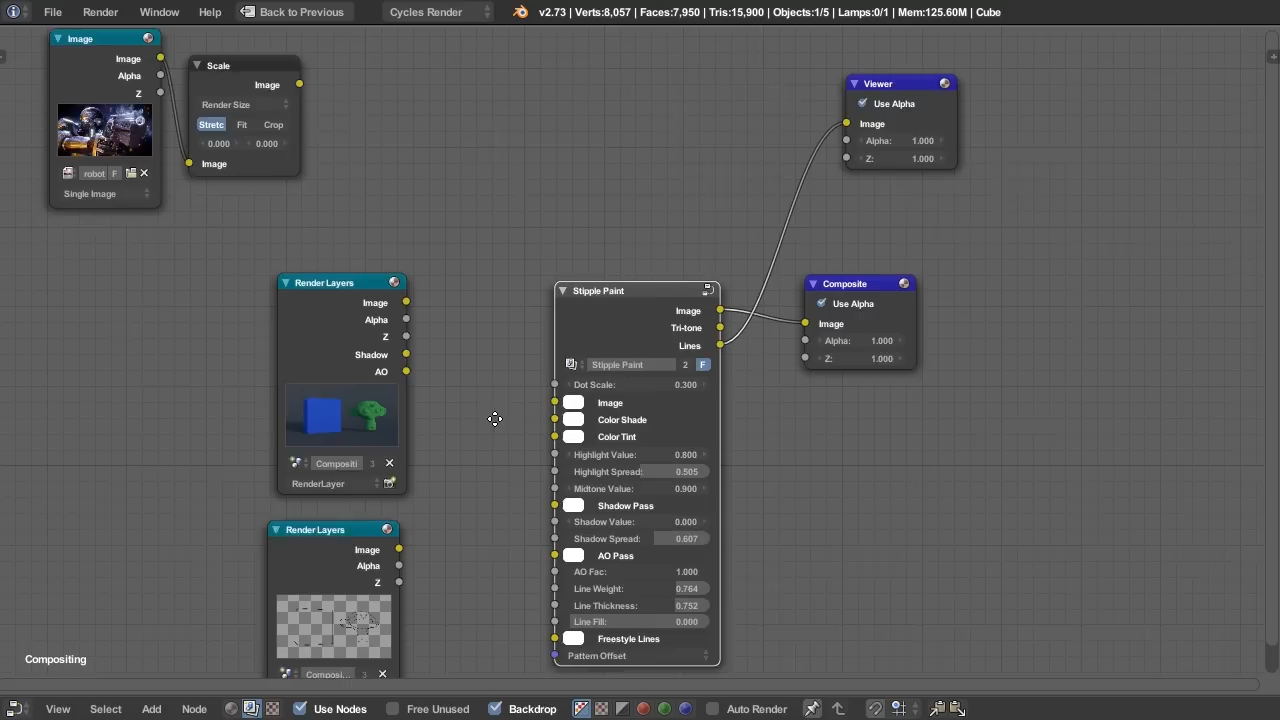 File Render Window Help Back to Previous Cycles Render v2.73 | Verts:8,057 | Faces:7,950 | Tris:15,900 | Objects:1/5 | Lamps:0/1 | Mem:125.60M | Cube
Image
Image
Alpha
Z
robot F
Single Image
Scale
Image
Render Size
Stretc Fit Crop
0.000 0.000
Image
Viewer
Use Alpha
Image
Alpha: 1.000
Z: 1.000
Render Layers
Image
Alpha
Z
Shadow
AO
Compositi 3
RenderLayer
Stipple Paint
Image
Tri-tone
Lines
Stipple Paint 2 F
Dot Scale: 0.300
Image
Color Shade
Color Tint
Highlight Value: 0.800
Highlight Spread: 0.505
Midtone Value: 0.900
Shadow Pass
Shadow Value: 0.000
Shadow Spread: 0.607
AO Pass
AO Fac: 1.000
Line Weight: 0.764
Line Thickness: 0.752
Line Fill: 0.000
Freestyle Lines
Pattern Offset
Composite
Use Alpha
Image
Alpha: 1.000
Z: 1.000
Render Layers
Image
Alpha
Z
Composi... 3
Compositing
View Select Add Node Use Nodes Free Unused Backdrop Auto Render